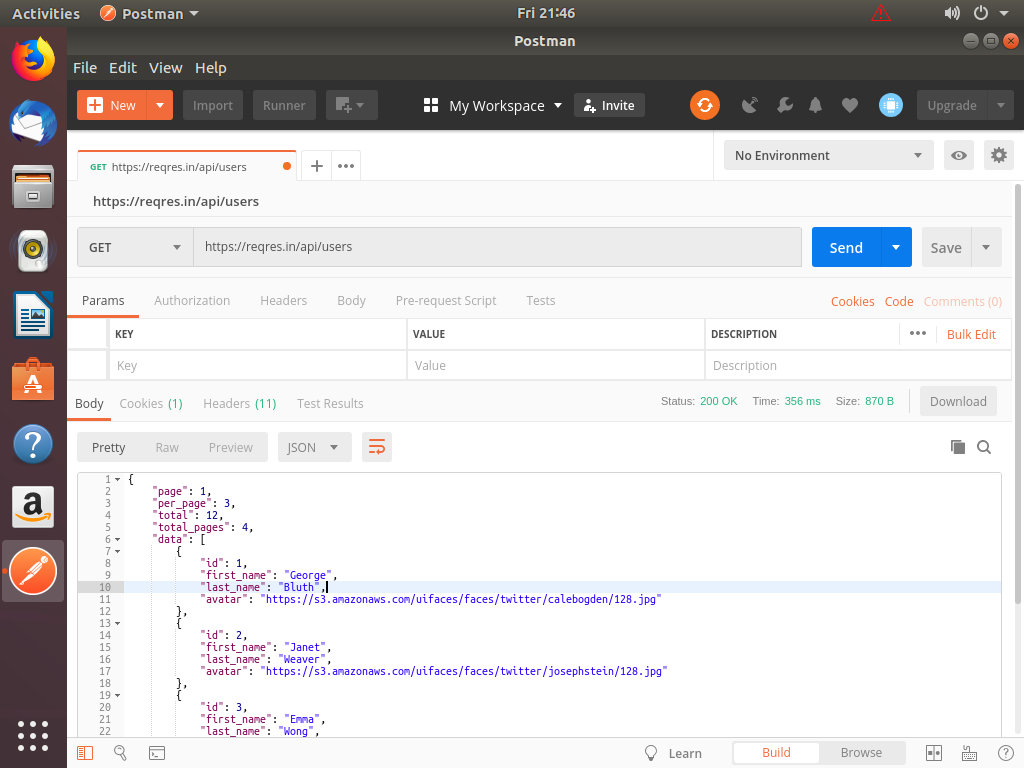 Activities Postman Fri 21:46
Postman
File Edit View Help
New Import Runner My Workspace Invite Upgrade
GET https://reqres.in/api/users + ••• No Environment
https://reqres.in/api/users
GET https://reqres.in/api/users Send Save
Params Authorization Headers Body Pre-request Script Tests Cookies Code Comments (0)
KEY VALUE DESCRIPTION ••• Bulk Edit
Key Value Description
Body Cookies (1) Headers (11) Test Results Status: 200 OK Time: 356 ms Size: 870 B Download
Pretty Raw Preview JSON
1 {
2 "page": 1,
3 "per_page": 3,
4 "total": 12,
5 "total_pages": 4,
6 "data": [
7 {
8 "id": 1,
9 "first_name": "George",
10 "last_name": "Bluth",
11 "avatar": "https://s3.amazonaws.com/uifaces/faces/twitter/calebogden/128.jpg"
12 },
13 {
14 "id": 2,
15 "first_name": "Janet",
16 "last_name": "Weaver",
17 "avatar": "https://s3.amazonaws.com/uifaces/faces/twitter/josephstein/128.jpg"
18 },
19 {
20 "id": 3,
21 "first_name": "Emma",
22 "last_name": "Wong",
Learn Build Browse